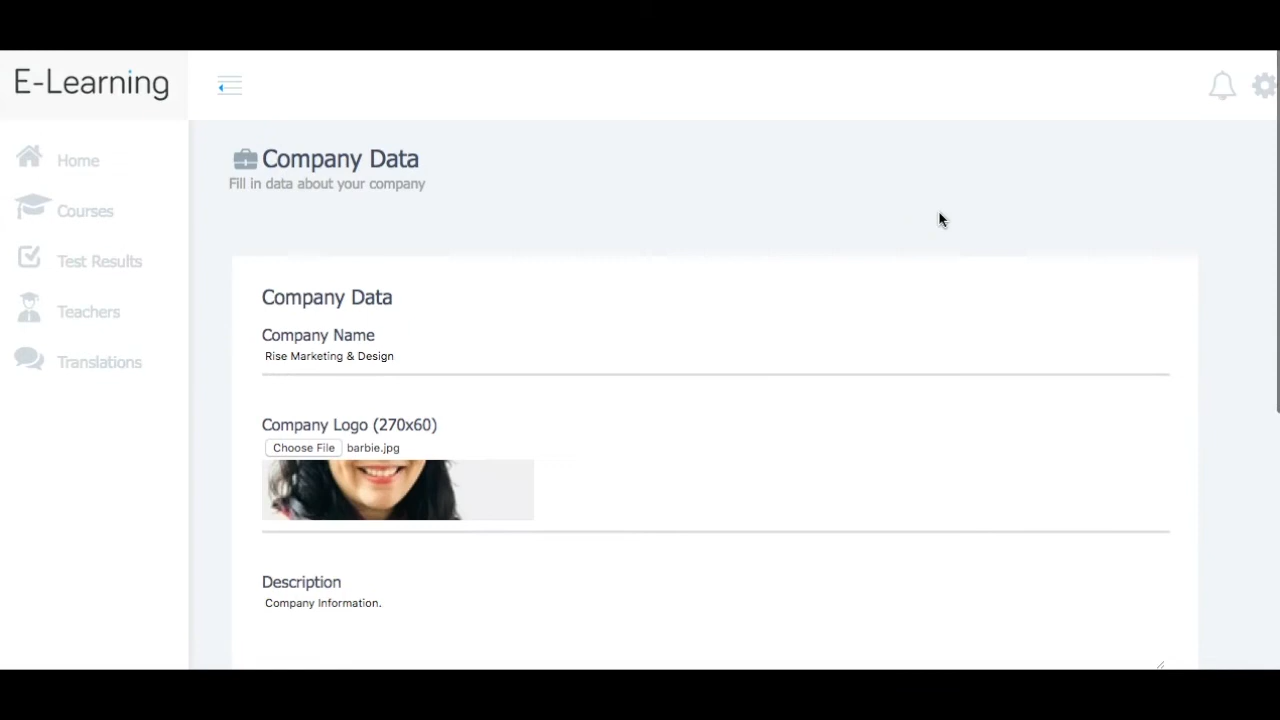 E-Learning
Home
Courses
Test Results
Teachers
Translations
Company Data
Fill in data about your company
Company Data
Company Name
Rise Marketing & Design
Company Logo (270x60)
Choose File barbie.jpg
Description
Company Information.